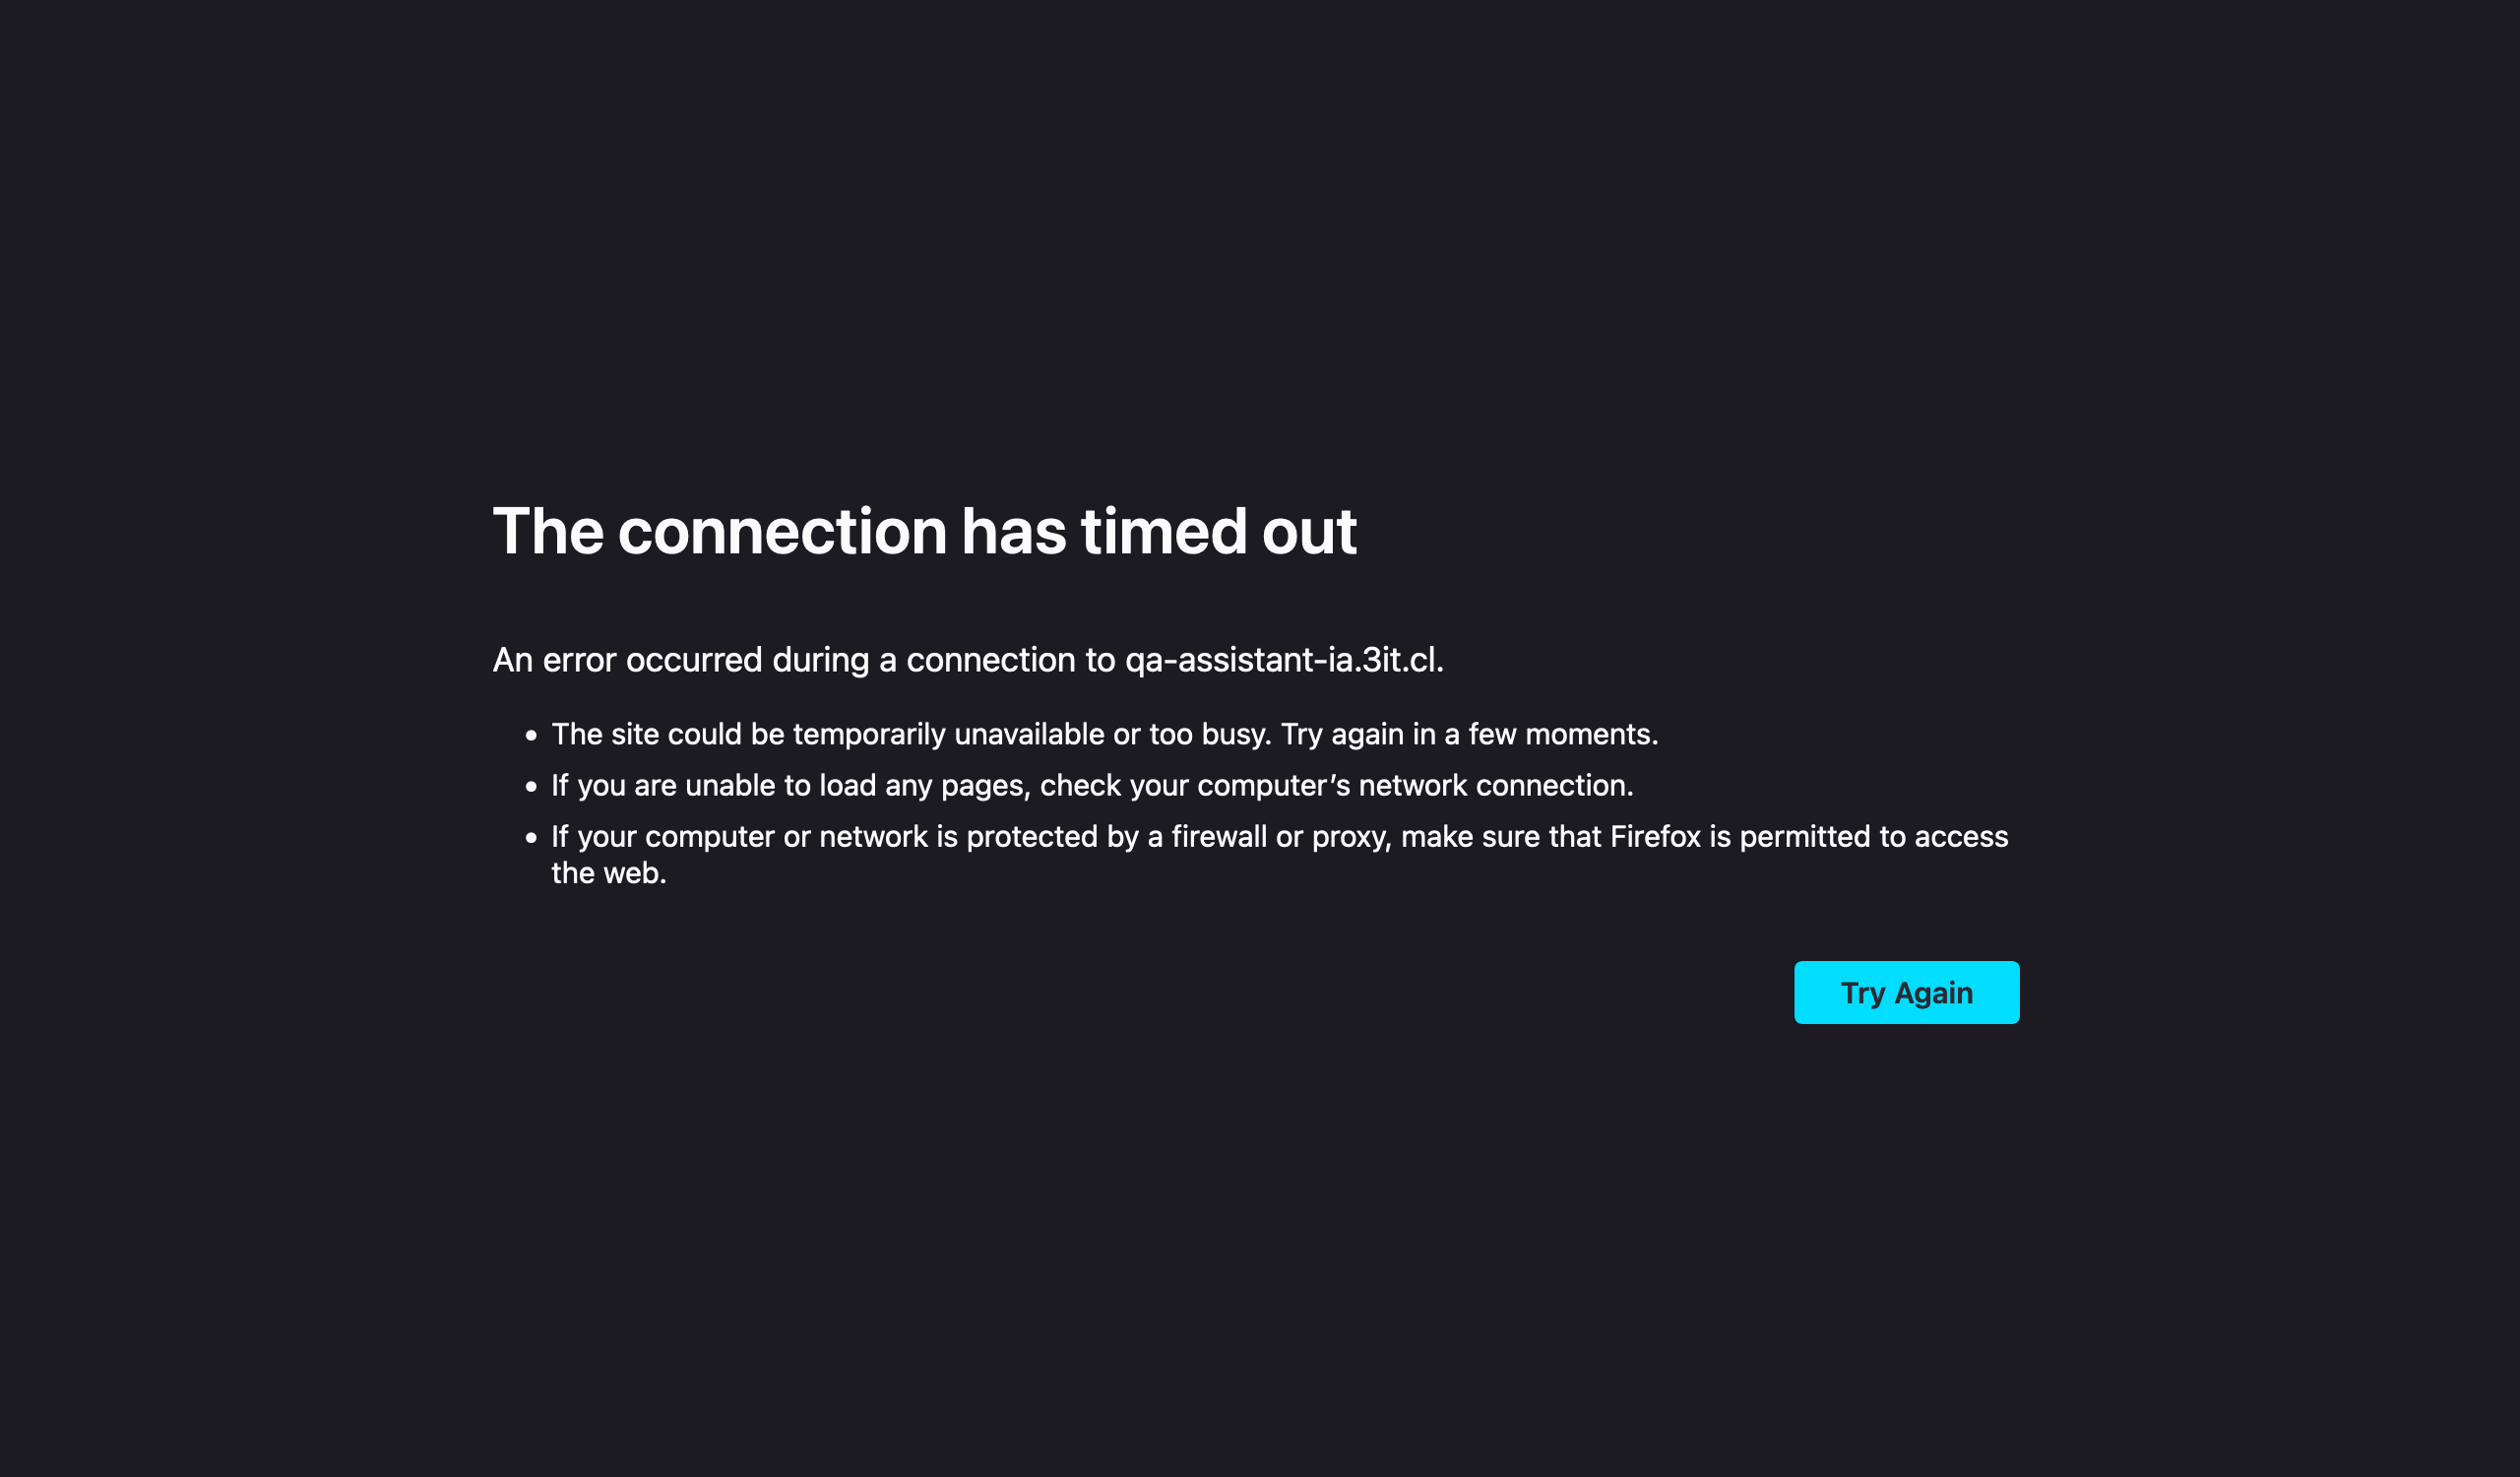 The connection has timed out
An error occurred during a connection to qa-assistant-ia.3it.cl.
• The site could be temporarily unavailable or too busy. Try again in a few moments.
• If you are unable to load any pages, check your computer’s network connection.
• If your computer or network is protected by a firewall or proxy, make sure that Firefox is permitted to access
the web.
Try Again